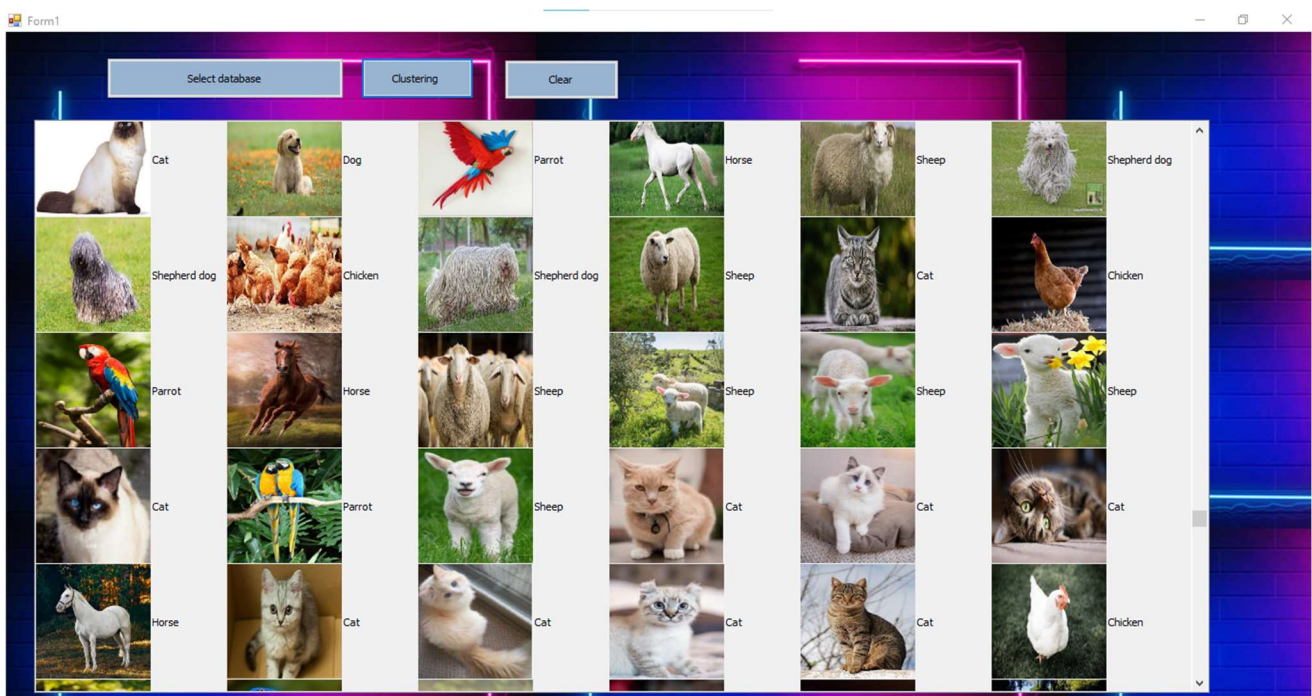 Form1
Select database
Clustering
Clear
Cat
Dog
Parrot
Horse
Sheep
Shepherd dog
Shepherd dog
Chicken
Shepherd dog
Sheep
Cat
Chicken
Parrot
Horse
Sheep
Sheep
Sheep
Sheep
Cat
Parrot
Sheep
Cat
Cat
Cat
Horse
Cat
Cat
Cat
Cat
Chicken